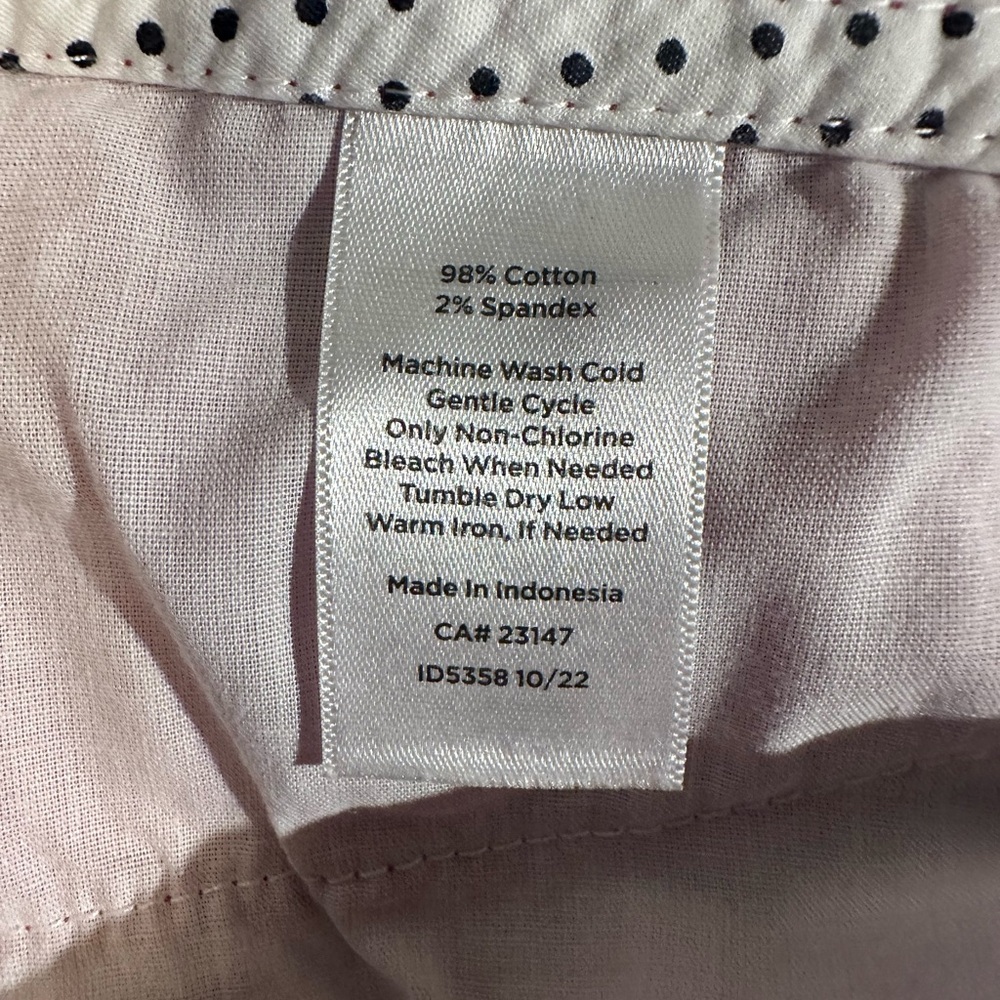 98% Cotton
2% Spandex
Machine Wash Cold
Gentle Cycle
Only Non-Chlorine
Bleach When Needed
Tumble Dry Low
Warm Iron, If Needed
Made In Indonesia
CA# 23147
ID5358 10/22